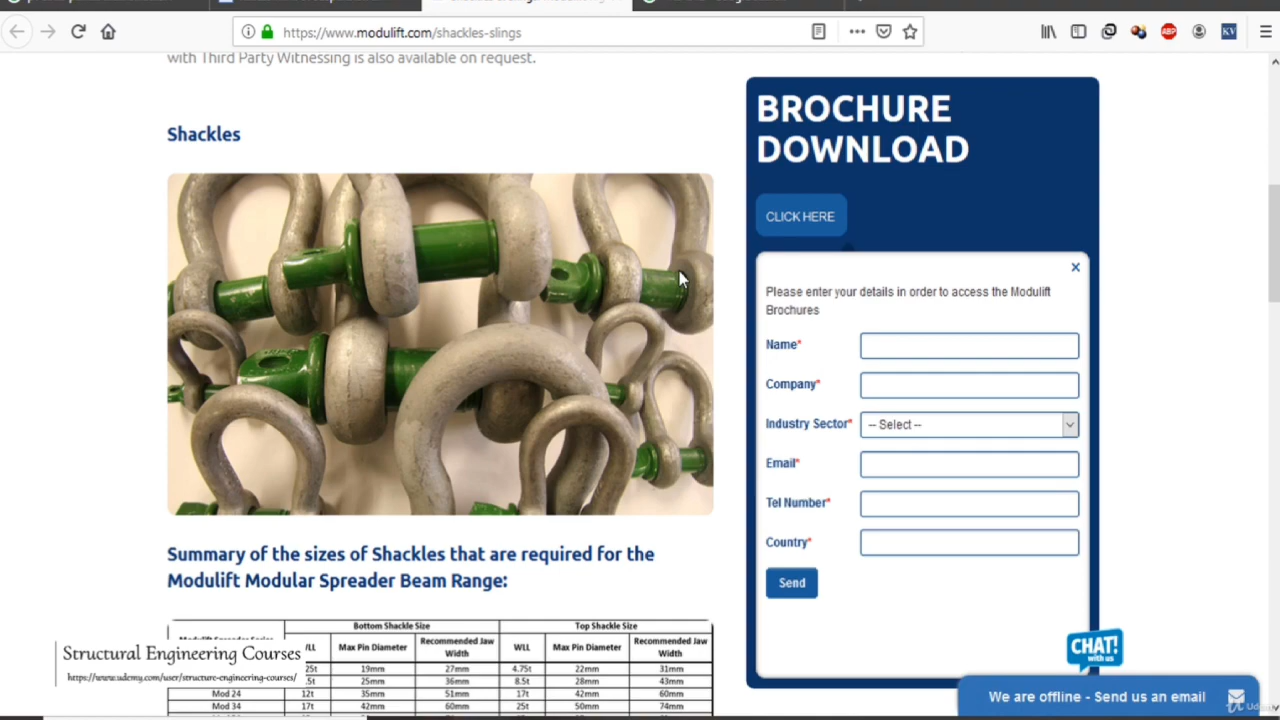 https://www.modulift.com/shackles-slings
ABP
KV
with Third Party Witnessing is also available on request.
Shackles
Summary of the sizes of Shackles that are required for the
Modulift Modular Spreader Beam Range:
Bottom Shackle Size
Top Shackle Size
Max Pin Diameter
Recommended Jaw
Width
WLL
Max Pin Diameter
Recommended Jaw
Width
19mm 27mm 4.75t 22mm 31mm
25mm 36mm 8.5t 28mm 43mm
Mod 24 12t 35mm 51mm 17t 42mm 60mm
Mod 34 17t 42mm 60mm 25t 50mm 74mm
Structural Engineering Courses
https://www.udemy.com/user/structure-engineering-courses/
BROCHURE
DOWNLOAD
CLICK HERE
Please enter your details in order to access the Modulift
Brochures
Name*
Company*
Industry Sector* -- Select --
Email*
Tel Number*
Country*
Send
CHAT!
with us
We are offline - Send us an email